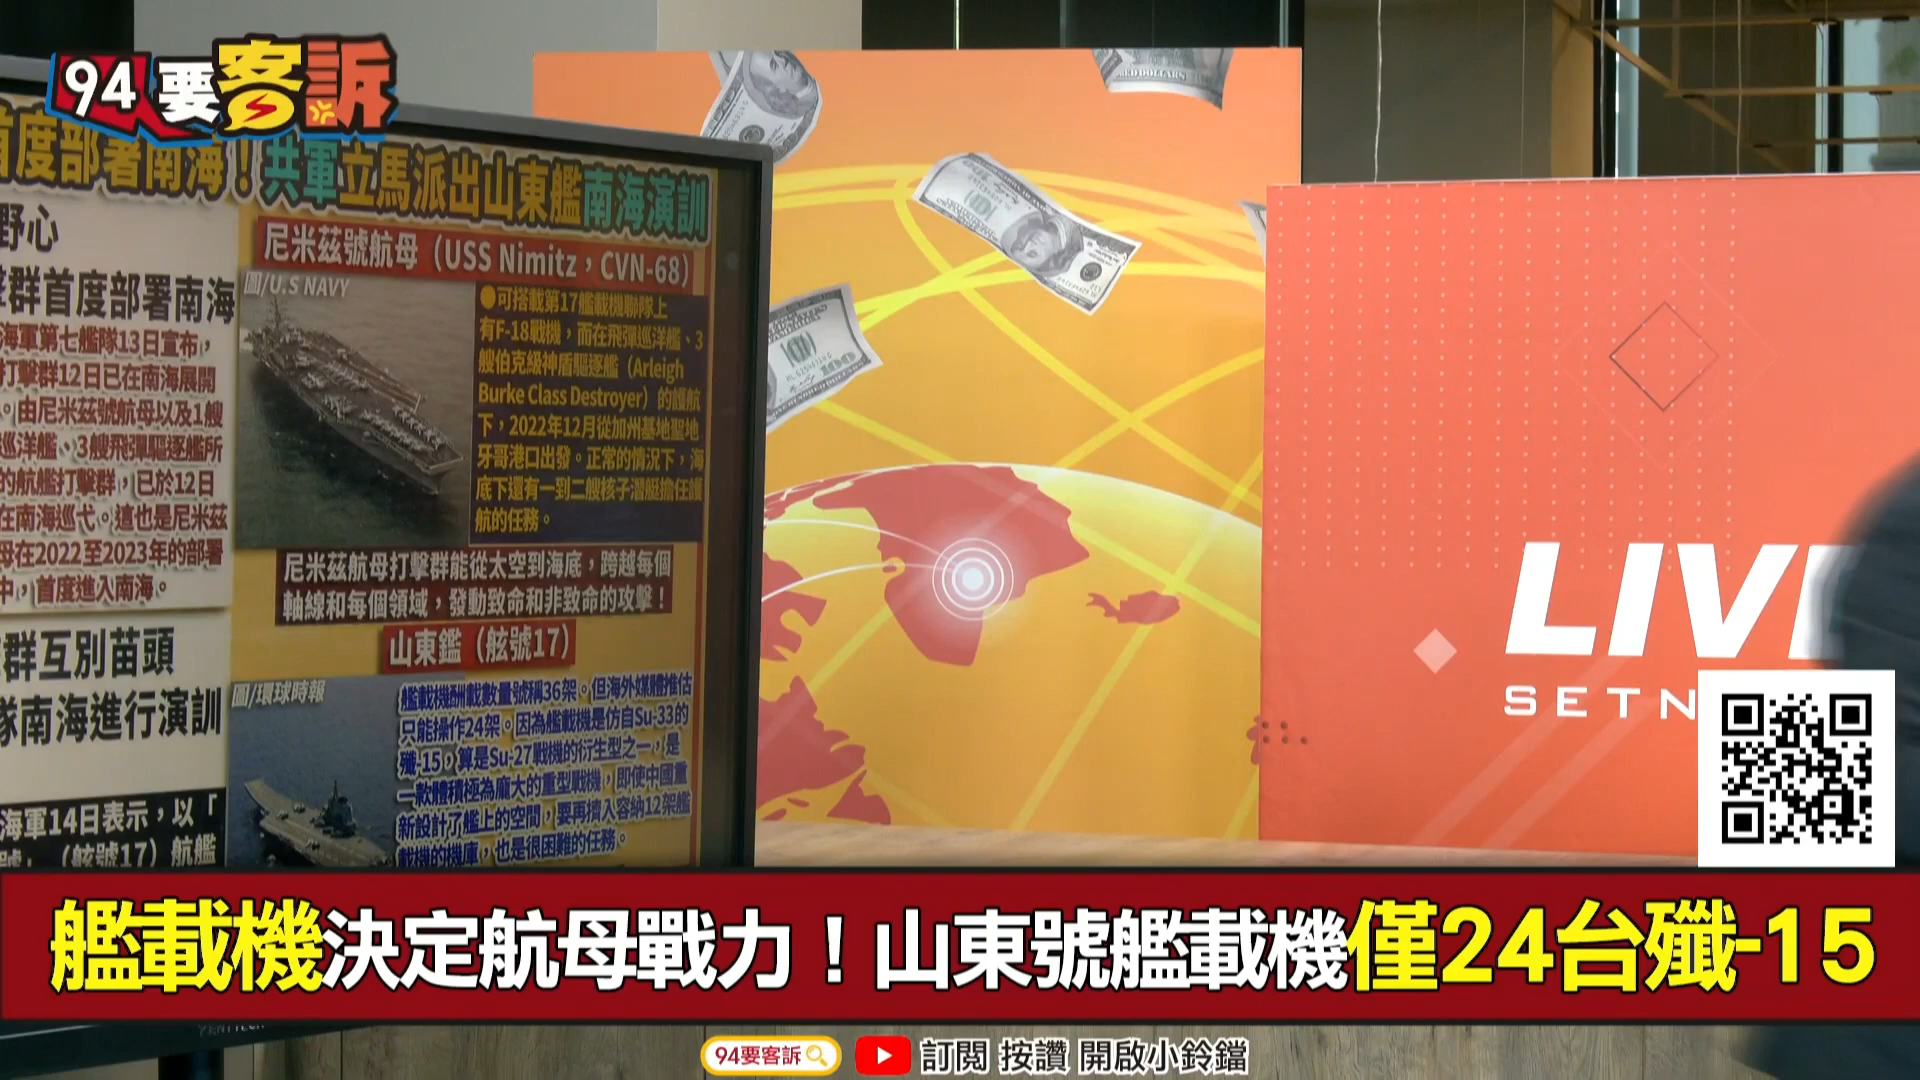 94要客訴
首度部署南海！共軍立馬派出山東艦南海演訓
野心
擊群首度部署南海
海軍第七艦隊13日宣布，
打擊群12日已在南海展開
。由尼米茲號航母以及1艘
巡洋艦、3艘飛彈驅逐艦所
的航艦打擊群，已於12日
在南海巡弋。這也是尼米茲
母在2022至2023年的部署
中，首度進入南海。
群互別苗頭
隊南海進行演訓
海軍14日表示，以「
號」（舷號17）航艦
尼米茲號航母（USS Nimitz，CVN-68）
圖/U.S NAVY
●可搭載第17艦載機聯隊上
有F-18戰機，而在飛彈巡洋艦、3
艘伯克級神盾驅逐艦（Arleigh
Burke Class Destroyer）的護航
下，2022年12月從加州基地聖地
牙哥港口出發。正常的情況下，海
底下還有一到二艘核子潛艇擔任護
航的任務。
尼米茲航母打擊群能從太空到海底，跨越每個
軸線和每個領域，發動致命和非致命的攻擊！
山東鑑（舷號17）
圖/環球時報
艦載機酬載數量號稱36架。但海外媒體推估
只能操作24架。因為艦載機是仿自Su-33的
殲-15，算是Su-27戰機的衍生型之一，是
一款體積極為龐大的重型戰機，即使中國重
新設計了艦上的空間，要再擠入容納12架艦
載機的機庫，也是很困難的任務。
LIVE
SETN
艦載機決定航母戰力！山東號艦載機僅24台殲-15
94要客訴
訂閱 按讚 開啟小鈴鐺